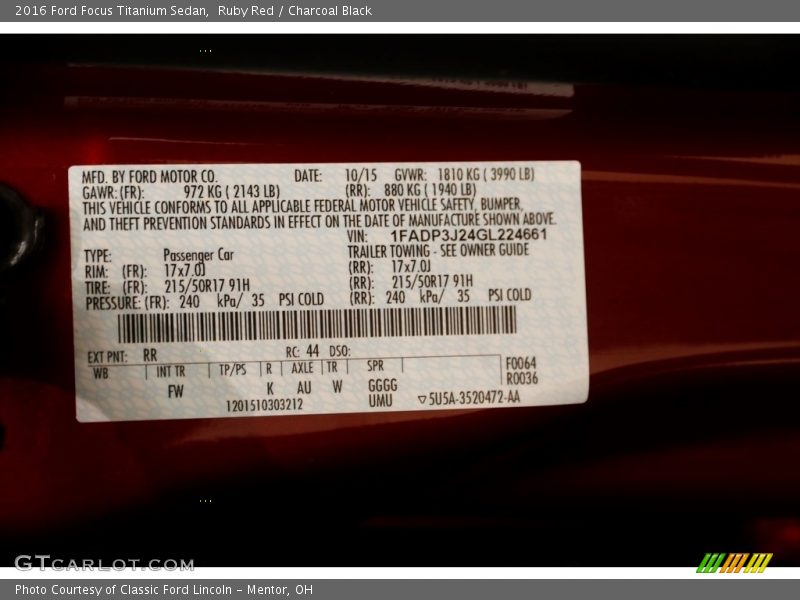 2016 Ford Focus Titanium Sedan, Ruby Red / Charcoal Black
MFD. BY FORD MOTOR CO. DATE: 10/15 GVWR: 1810 KG ( 3990 LB)
GAWR: (FR): 972 KG ( 2143 LB) (RR): 880 KG ( 1940 LB)
THIS VEHICLE CONFORMS TO ALL APPLICABLE FEDERAL MOTOR VEHICLE SAFETY, BUMPER,
AND THEFT PREVENTION STANDARDS IN EFFECT ON THE DATE OF MANUFACTURE SHOWN ABOVE.
VIN: 1FADP3J24GL224661
TYPE: Passenger Car TRAILER TOWING - SEE OWNER GUIDE
RIM: (FR): 17x7.0J (RR): 17x7.0J
TIRE: (FR): 215/50R17 91H (RR): 215/50R17 91H
PRESSURE: (FR): 240 kPa/ 35 PSI COLD (RR): 240 kPa/ 35 PSI COLD
EXT PNT: RR RC: 44 DSO:
WB INT TR TP/PS R AXLE TR SPR F0064
R0036
FW K AU W GGGG
1201510303212 UMU ▽5U5A-3520472-AA
GTCARLOT.COM
Photo Courtesy of Classic Ford Lincoln - Mentor, OH